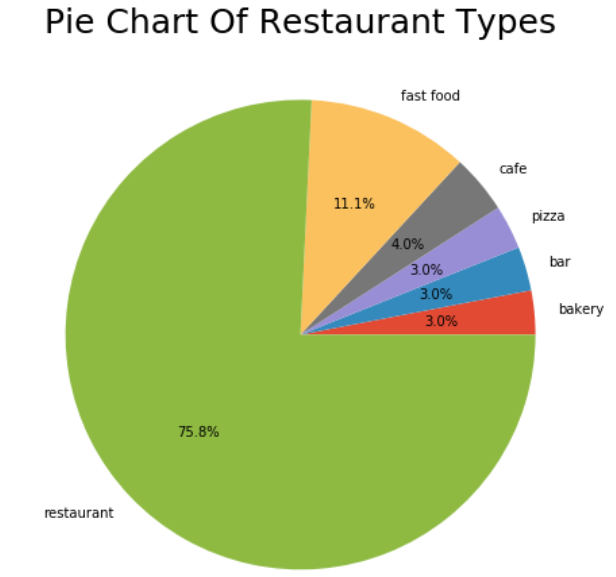 Pie Chart Of Restaurant Types
fast food
cafe
11.1%
pizza
4.0%
bar
3.0%
3.0%
bakery
3.0%
75.8%
restaurant